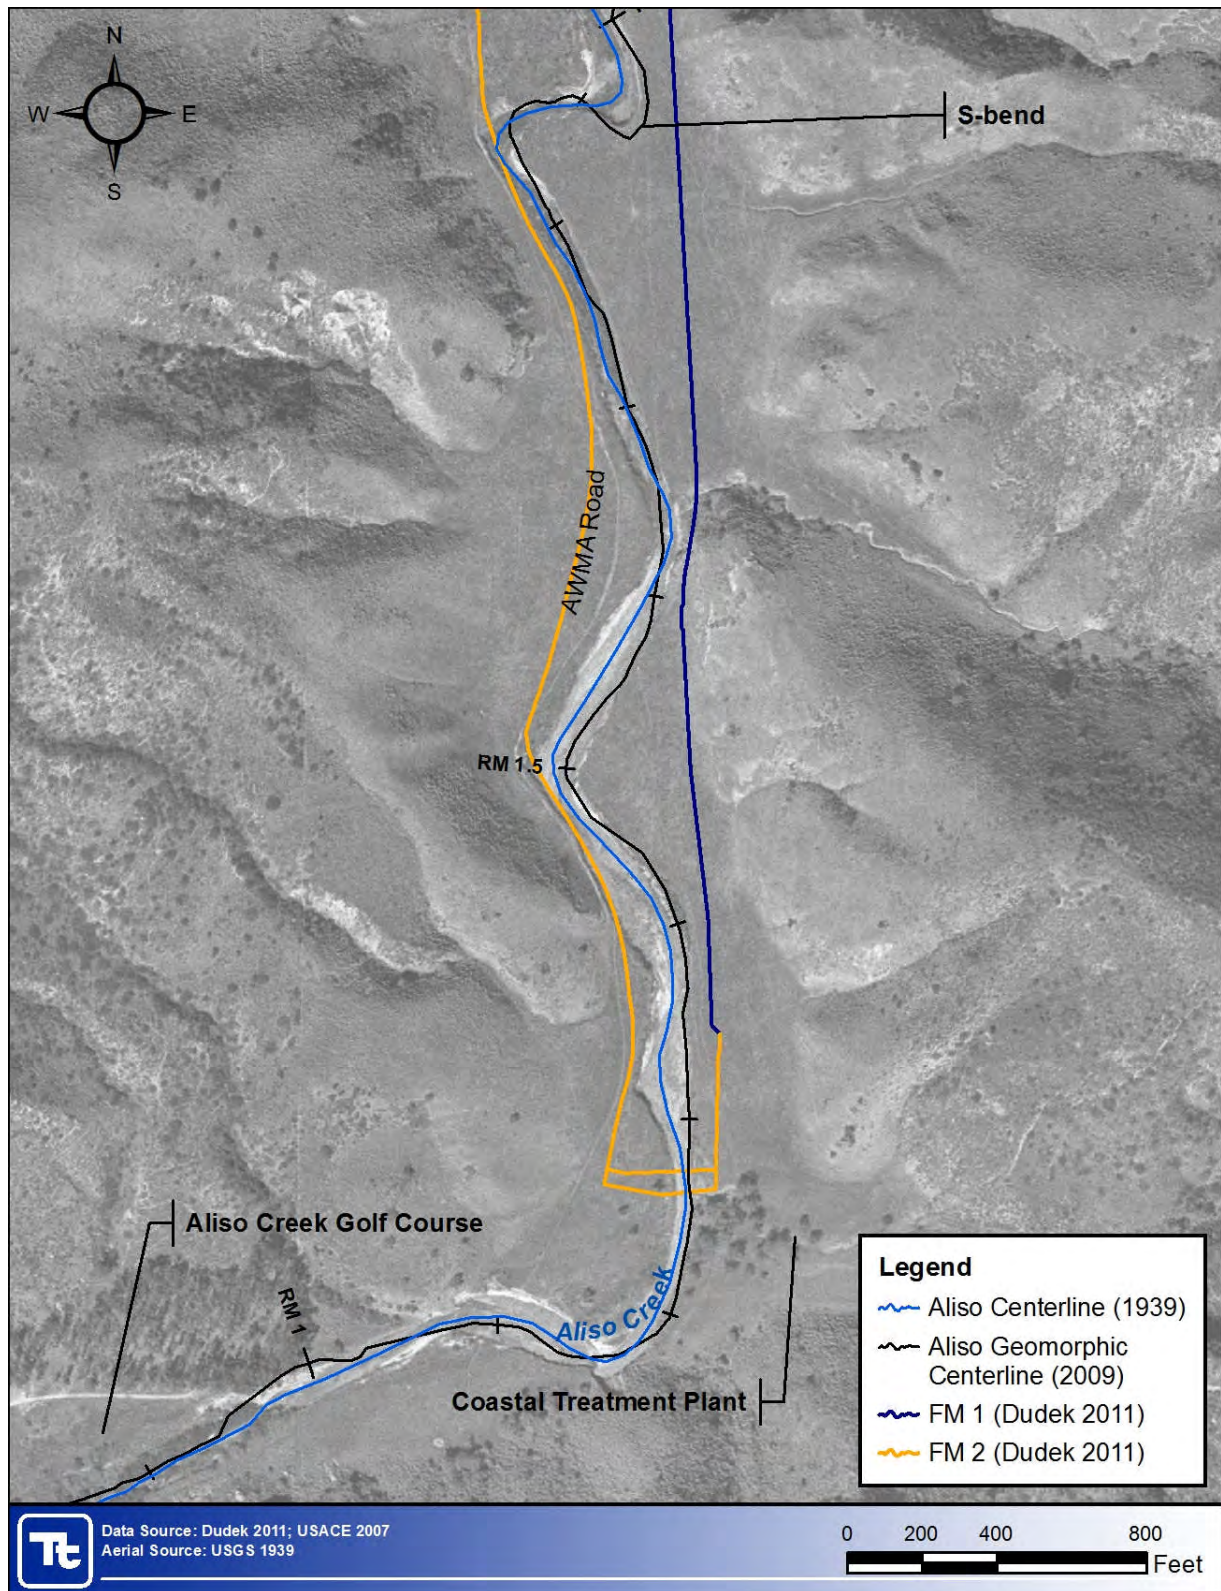 N
W E
S
S-bend
AWMA Road
RM 1.5
Aliso Creek Golf Course
RM 1
Aliso Creek
Coastal Treatment Plant
Legend
Aliso Centerline (1939)
Aliso Geomorphic
Centerline (2009)
FM 1 (Dudek 2011)
FM 2 (Dudek 2011)
Tt
Data Source: Dudek 2011; USACE 2007
Aerial Source: USGS 1939
0 200 400 800
Feet